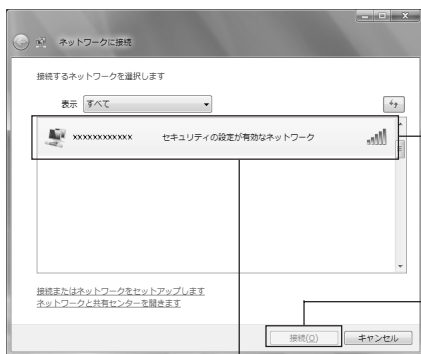 ネットワークに接続
接続するネットワークを選択します
表示 すべて
xxxxxxxxxxxx セキュリティの設定が有効なネットワーク
接続またはネットワークをセットアップします
ネットワークと共有センターを開きます
接続(O) キャンセル